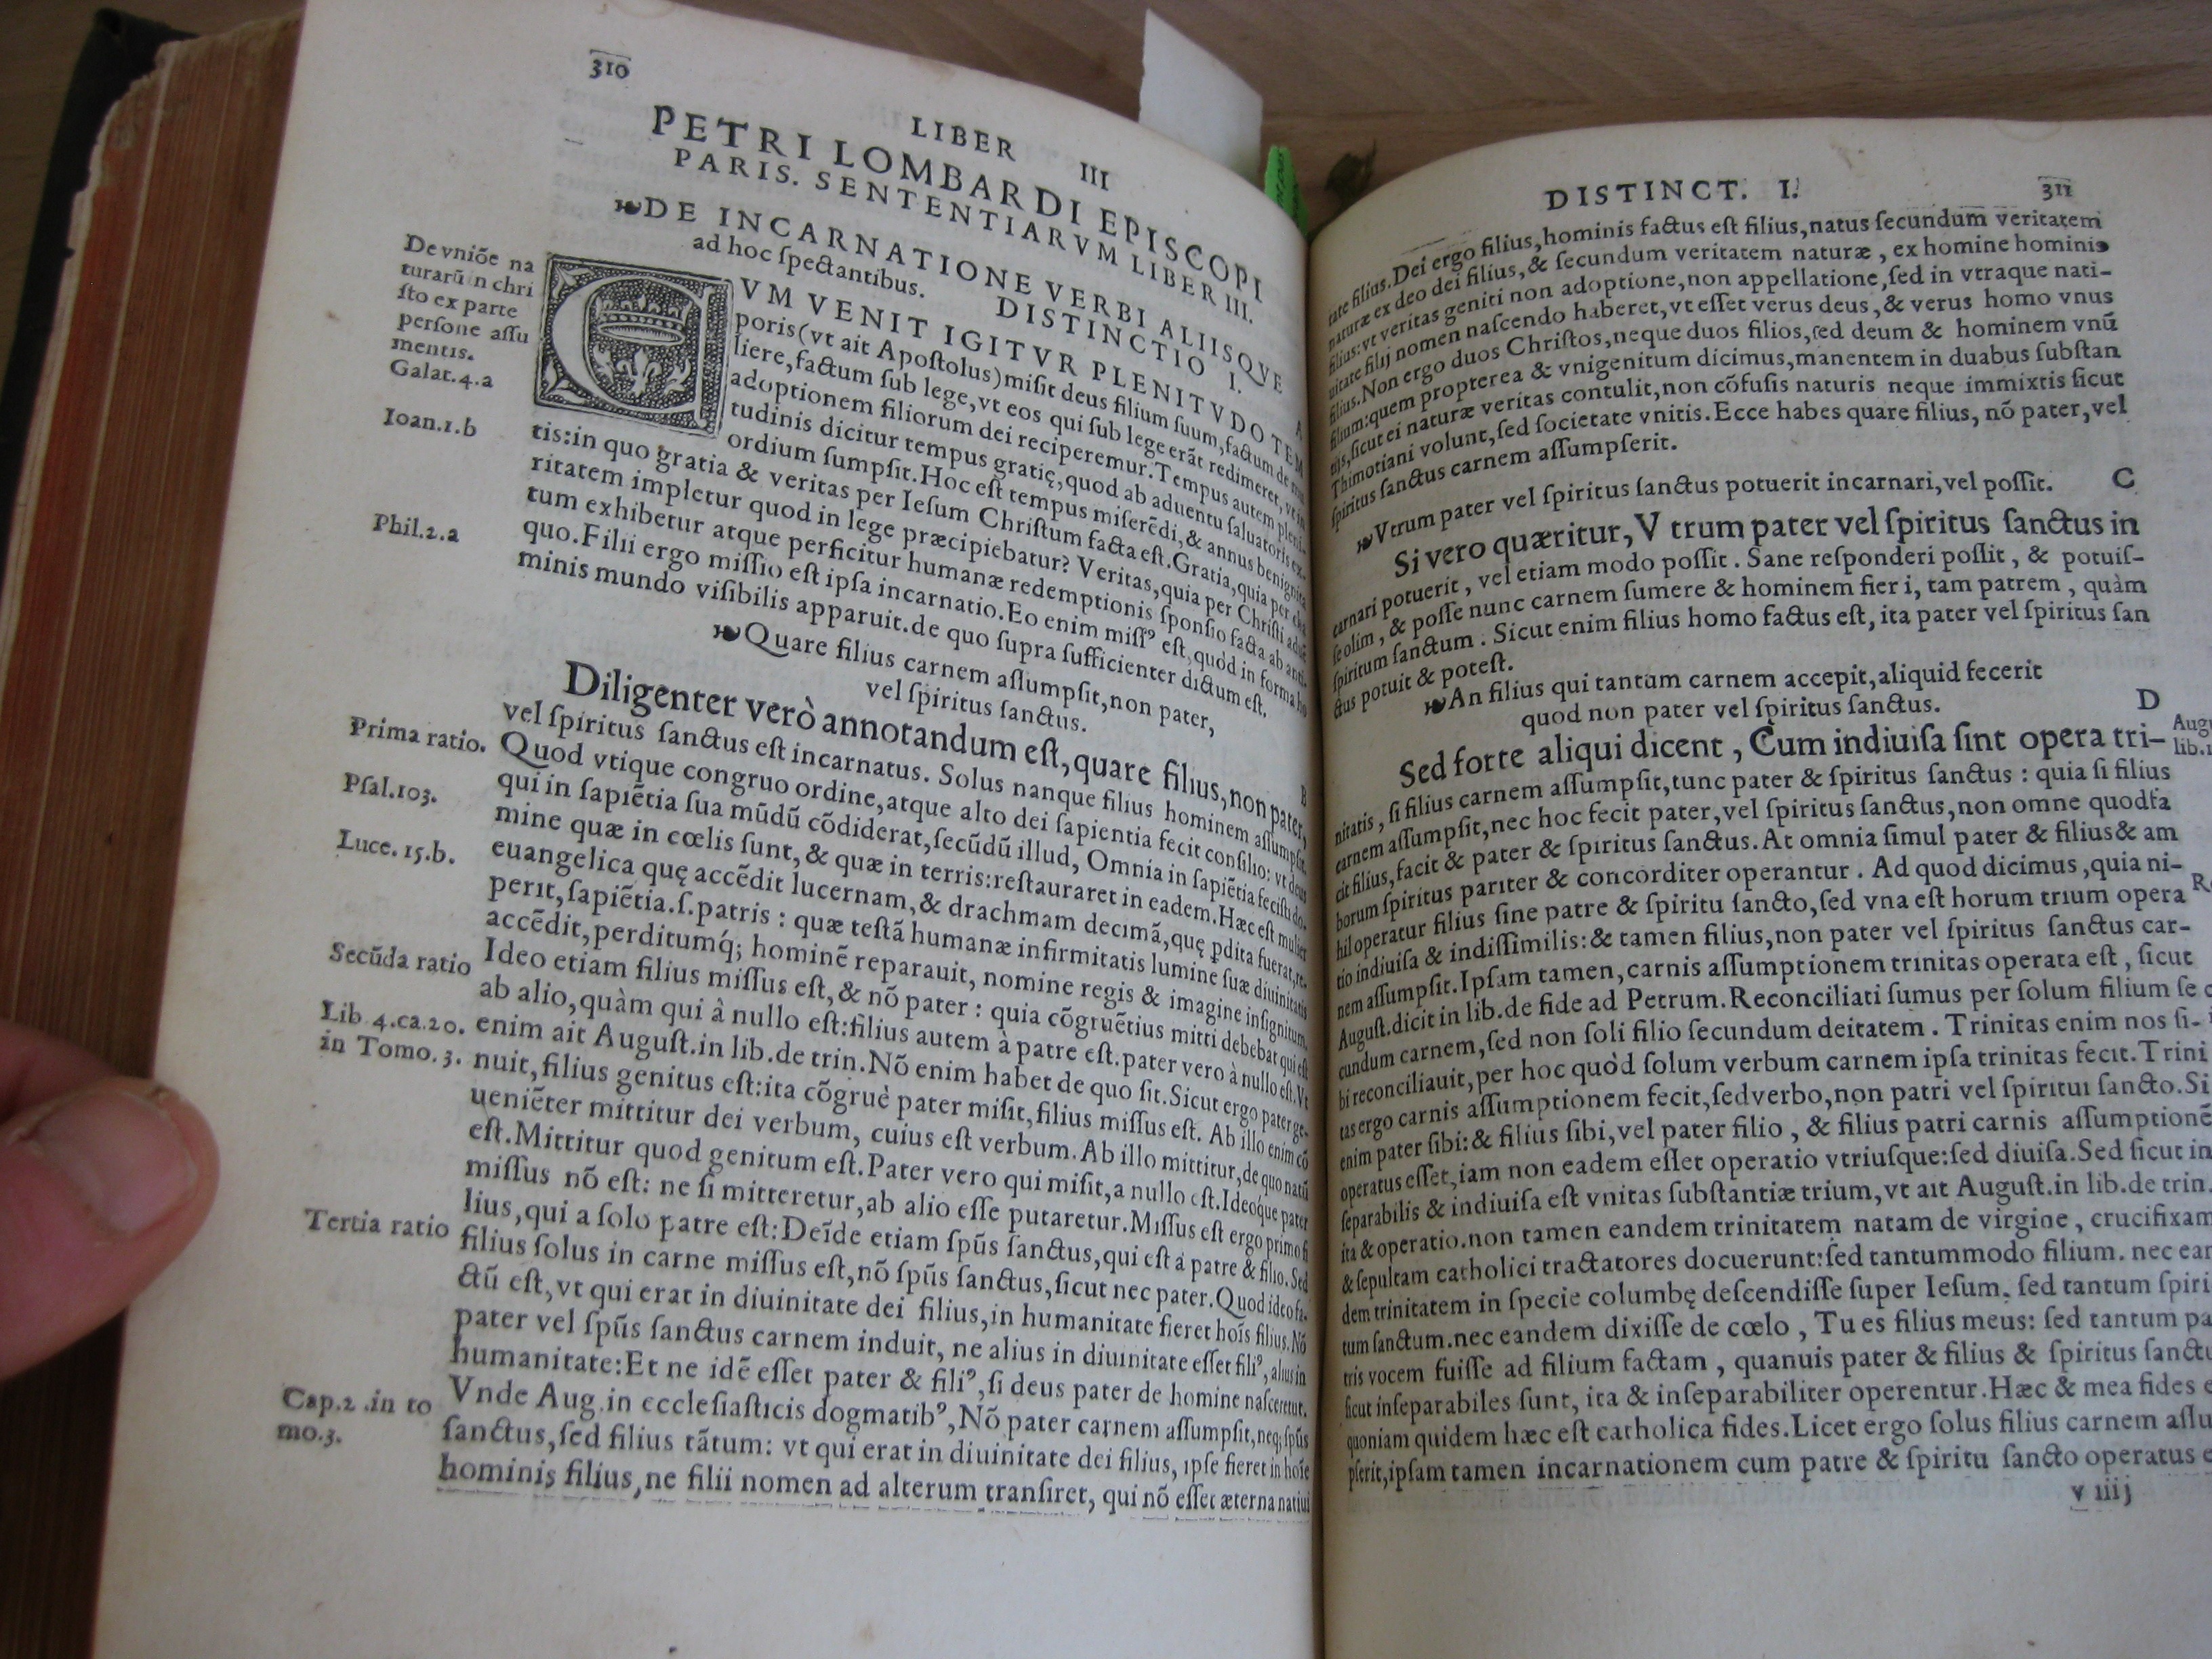 310
LIBER III
PETRI LOMBARDI EPISCOPI
PARIS. SENTENTIARVM LIBER III.
❧DE INCARNATIONE VERBI ALIISQVE
ad hoc ſpectantibus. DISTINCTIO I.
De vniõe na
turarũ in chri
ſto ex parte
perſone aſſu
mentis.
Galat.4.a
Ioan.1.b
Phil.2.a
A
CVM VENIT IGITVR PLENITVDO TEM
poris(vt ait Apoſtolus)miſit deus filium ſuum,factum de mu
liere,factum ſub lege,vt eos qui ſub lege erãt redimeret, vt in
adoptionem filiorum dei reciperemur.Tempus autem pleni-
tudinis dicitur tempus gratię,quod ab aduentu ſaluatoris ex-
ordium ſumpſit.Hoc eſt tempus miſerẽdi,& annus benignita
tis:in quo gratia & veritas per Ieſum Chriſtum facta eſt.Gratia,quia per cha
ritatem impletur quod in lege præcipiebatur? Veritas,quia per Chriſti aduẽ
tum exhibetur atque perficitur humanæ redemptionis ſponſio facta ab anti-
quo.Filii ergo miſſio eſt ipſa incarnatio.Eo enim miſſꝰ eſt,quòd in forma ho
minis mundo viſibilis apparuit.de quo ſupra ſufficienter dictum eſt.
❧Quare filius carnem aſſumpſit,non pater,
vel ſpiritus ſanctus.
B
Diligenter verò annotandum eſt,quare filius,non pater,
vel ſpiritus ſanctus eſt incarnatus. Solus nanque filius hominem aſſumpſit.
Prima ratio.
Quod vtique congruo ordine,atque alto dei ſapientia fecit conſilio: vt deus
Pſal.103.
qui in ſapiẽtia ſua mũdũ cõdiderat,ſecũdũ illud, Omnia in ſapiẽtia feciſti do-
mine quæ in cœlis ſunt, & quæ in terris:reſtauraret in eadem.Hæc eſt mulier
Luce. 15.b.
euangelica quę accẽdit lucernam,& drachmam decimã,quę ꝑdita fuerat,re-
perit,ſapiẽtia.ſ.patris : quæ teſtã humanæ infirmitatis lumine ſuæ diuinitatis
accẽdit,perditumq́; hominẽ reparauit, nomine regis & imagine inſignitum.
Secũda ratio
Ideo etiam filius miſſus eſt,& nõ pater : quia cõgruẽtius mitti debebat qui eſt
ab alio,quàm qui à nullo eſt:filius autem à patre eſt.pater vero à nullo eſt.Vt
Lib 4.ca.20.
in Tomo.3.
enim ait Auguſt.in lib.de trin.Nõ enim habet de quo ſit.Sicut ergo pater ge-
nuit,filius genitus eſt:ita cõgruè pater miſit,filius miſſus eſt. Ab illo enim cõ
ueniẽter mittitur dei verbum, cuius eſt verbum.Ab illo mittitur,de quo natũ
eſt.Mittitur quod genitum eſt.Pater vero qui miſit,a nullo eſt.Ideoque pater
miſſus nõ eſt: ne ſi mitteretur,ab alio eſſe putaretur.Miſſus eſt ergo primo fi
lius,qui a ſolo patre eſt:Deĩde etiam ſpũs ſanctus,qui eſt à patre & filio.Sed
Tertia ratio
filius ſolus in carne miſſus eſt,nõ ſpũs ſanctus,ſicut nec pater.Quod ideo fa-
ctũ eſt,vt qui erat in diuinitate dei filius,in humanitate fieret hoĩs filius.Nõ
pater vel ſpũs ſanctus carnem induit, ne alius in diuinitate eſſet filiꝰ,alius in
humanitate:Et ne idẽ eſſet pater & filiꝰ,ſi deus pater de homine naſceretur.
Cap.2 .in to
mo.3.
Vnde Aug.in eccleſiaſticis dogmatibꝰ,Nõ pater carnem aſſumpſit,neq; ſpũs
ſanctus,ſed filius tãtum: vt qui erat in diuinitate dei filius, ipſe fieret in hoĩe
hominis filius,ne filii nomen ad alterum tranſiret, qui nõ eſſet æterna natiui
DISTINCT. I.
311
tate filius.Dei ergo filius,hominis factus eſt filius,natus ſecundum veritatem
naturæ ex deo dei filius,& ſecundum veritatem naturæ , ex homine hominis
filius:vt veritas geniti non adoptione,non appellatione,ſed in vtraque nati-
uitate filij nomen naſcendo haberet,vt eſſet verus deus,& verus homo vnus
filius.Non ergo duos Chriſtos,neque duos filios,ſed deum & hominem vnũ
filium:quem propterea & vnigenitum dicimus,manentem in duabus ſubſtan
tijs,ſicut ei naturæ veritas contulit,non cõfuſis naturis neque immixtis ſicut
Thimotiani volunt,ſed ſocietate vnitis.Ecce habes quare filius, nõ pater,vel
ſpiritus ſanctus carnem aſſumpſerit.
❧Vtrum pater vel ſpiritus ſanctus potuerit incarnari,vel poſſit. C
Si vero quæritur, V trum pater vel ſpiritus ſanctus in
carnari potuerit , vel etiam modo poſſit . Sane reſponderi poſſit , & potuiſ-
ſe olim , & poſſe nunc carnem ſumere & hominem fieri, tam patrem , quàm
ſpiritum ſanctum . Sicut enim filius homo factus eſt, ita pater vel ſpiritus ſan
ctus potuit & poteſt.
❧An filius qui tantum carnem accepit,aliquid fecerit
quod non pater vel ſpiritus ſanctus. D
Sed forte aliqui dicent , Cum indiuiſa ſint opera tri-
lib.1
nitatis , ſi filius carnem aſſumpſit,tunc pater & ſpiritus ſanctus : quia ſi filius
carnem aſſumpſit,nec hoc fecit pater,vel ſpiritus ſanctus,non omne quod fa
cit filius,facit & pater & ſpiritus ſanctus.At omnia ſimul pater & filius& am
borum ſpiritus pariter & concorditer operantur . Ad quod dicimus,quia ni-
hil operatur filius ſine patre & ſpiritu ſancto,ſed vna eſt horum trium opera
tio indiuiſa & indiſſimilis:& tamen filius,non pater vel ſpiritus ſanctus car-
nem aſſumpſit.Ipſam tamen,carnis aſſumptionem trinitas operata eſt , ſicut
Auguſt.dicit in lib.de fide ad Petrum.Reconciliati ſumus per ſolum filium ſe
cundum carnem,ſed non ſoli filio ſecundum deitatem . Trinitas enim nos ſi-
bi reconciliauit,per hoc quòd ſolum verbum carnem ipſa trinitas fecit.Trini
tas ergo carnis aſſumptionem fecit,ſedverbo,non patri vel ſpiritui ſancto.Si
enim pater ſibi:& filius ſibi,vel pater filio , & filius patri carnis aſſumptionẽ
operatus eſſet,iam non eadem eſſet operatio vtriuſque:ſed diuiſa.Sed ſicut in
ſeparabilis & indiuiſa eſt vnitas ſubſtantiæ trium,vt ait Auguſt.in lib.de trin.
ita & operatio.non tamen eandem trinitatem natam de virgine , crucifixam
& ſepultam catholici tractatores docuerunt:ſed tantummodo filium. nec ean
dem trinitatem in ſpecie columbę deſcendiſſe ſuper Ieſum. ſed tantum ſpiri
tum ſanctum.nec eandem dixiſſe de cœlo , Tu es filius meus: ſed tantum pa
tris vocem fuiſſe ad filium factam , quanuis pater & filius & ſpiritus ſanctu
ſicut inſeparabiles ſunt, ita & inſeparabiliter operentur.Hæc & mea fides e
quoniam quidem hæc eſt catholica fides.Licet ergo ſolus filius carnem aſſu
pſerit,ipſam tamen incarnationem cum patre & ſpiritu ſancto operatus e
v iiij